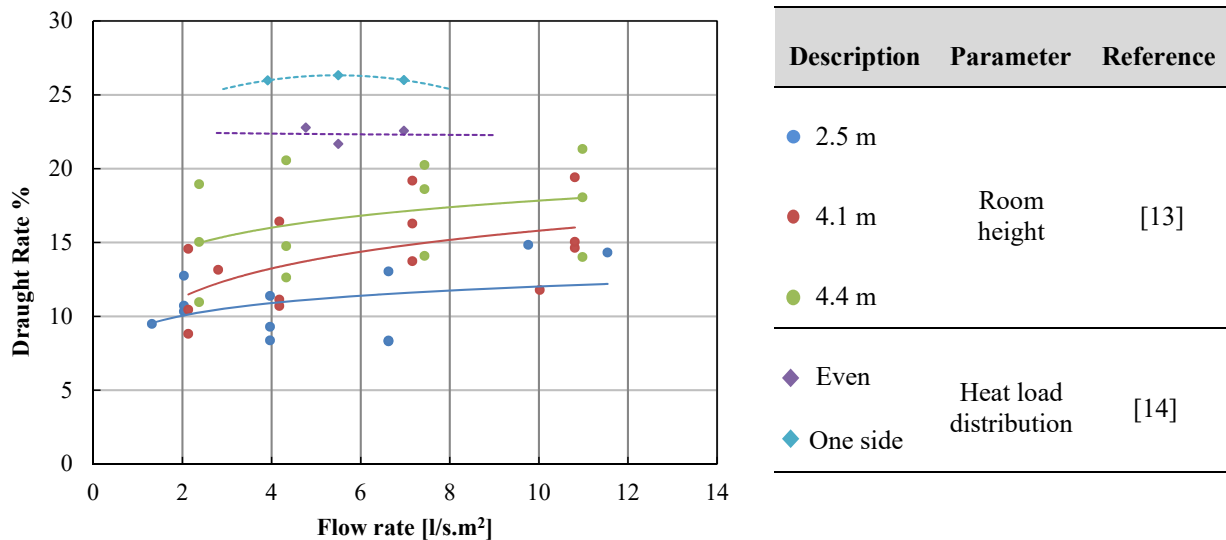 30
25
20
15
10
5
0
Draught Rate %
0 2 4 6 8 10 12 14
Flow rate [l/s.m²]
Description Parameter Reference
2.5 m
4.1 m
4.4 m
Room
height
[13]
Even
One side
Heat load
distribution
[14]